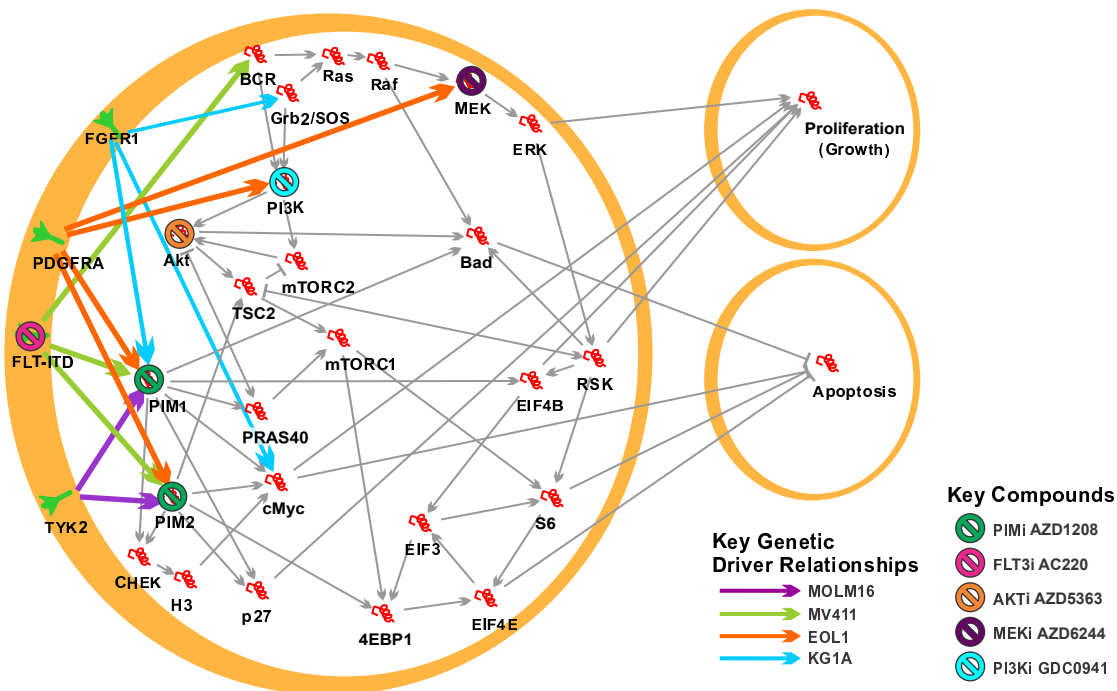 BCR
Ras
Raf
MEK
Grb2/SOS
FGFR1
ERK
Proliferation
(Growth)
PI3K
PDGFRA
Akt
Bad
mTORC2
TSC2
FLT-ITD
mTORC1
RSK
Apoptosis
PIM1
EIF4B
PRAS40
cMyc
TYK2
PIM2
S6
EIF3
CHEK
H3
p27
4EBP1
EIF4E
Key Genetic
Driver Relationships
MOLM16
MV411
EOL1
KG1A
Key Compounds
PIMi AZD1208
FLT3i AC220
AKTi AZD5363
MEKi AZD6244
PI3Ki GDC0941